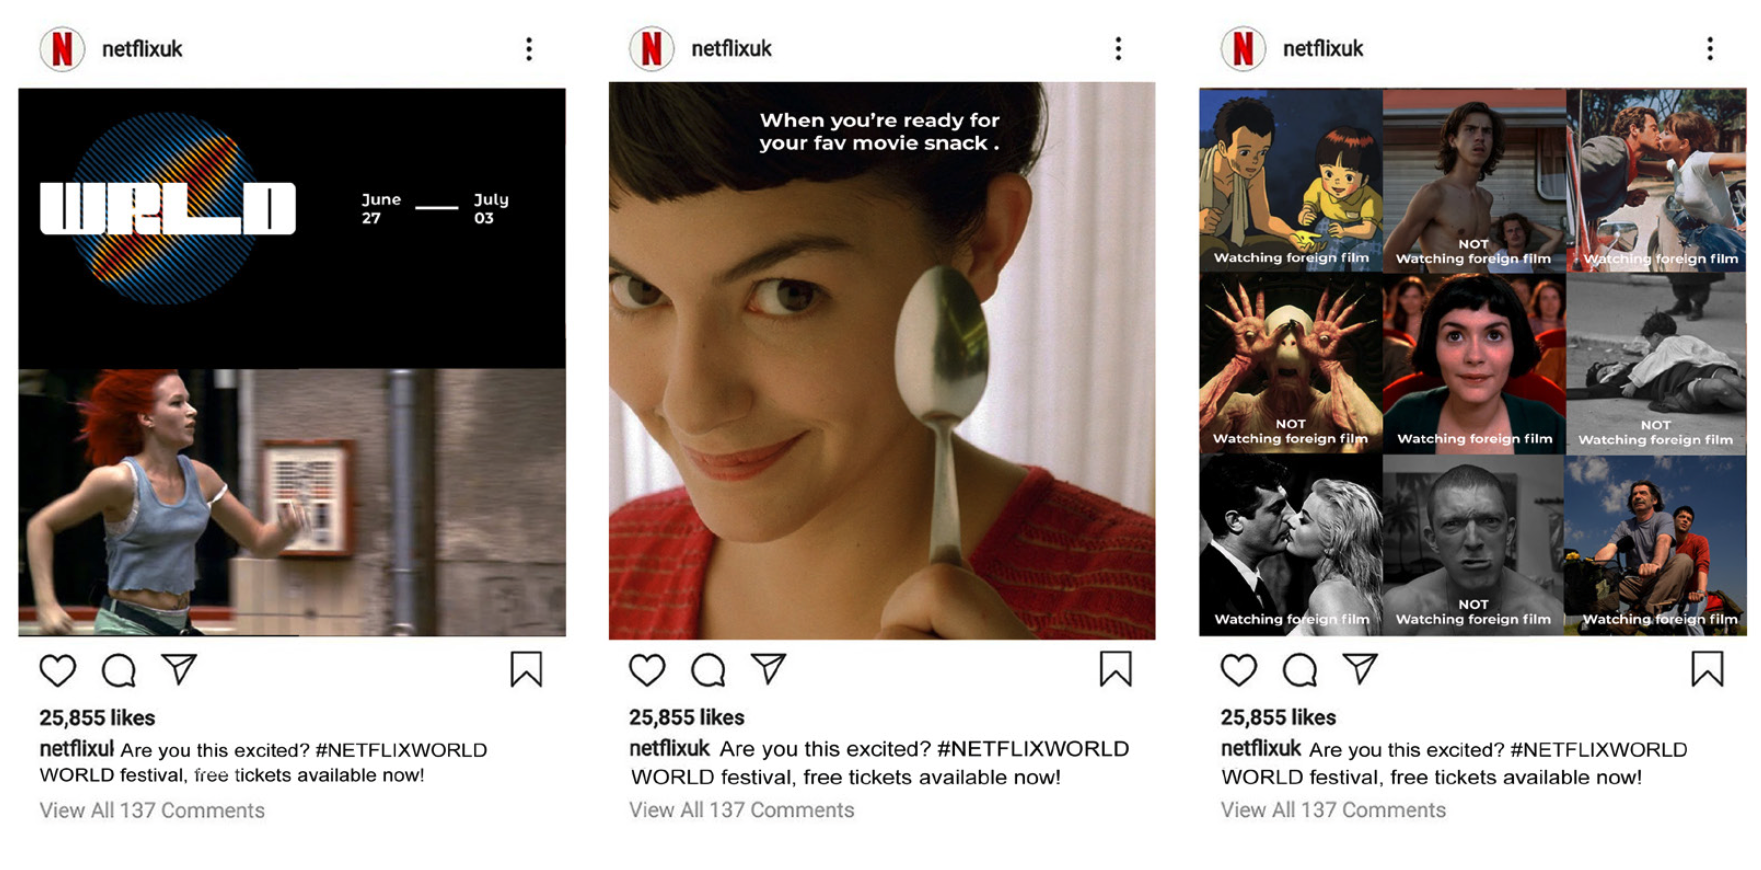 netflixuk
WRLD
June
27
July
03
25,855 likes
netflixul Are you this excited? #NETFLIXWORLD
WORLD festival, free tickets available now!
View All 137 Comments
netflixuk
When you're ready for
your fav movie snack .
25,855 likes
netflixuk Are you this excited? #NETFLIXWORLD
WORLD festival, free tickets available now!
View All 137 Comments
netflixuk
Watching foreign film
NOT
Watching foreign film
Watching foreign film
NOT
Watching foreign film
Watching foreign film
NOT
Watching foreign film
Watching foreign film
NOT
Watching foreign film
Watching foreign film
25,855 likes
netflixuk Are you this excited? #NETFLIXWORLD
WORLD festival, free tickets available now!
View All 137 Comments